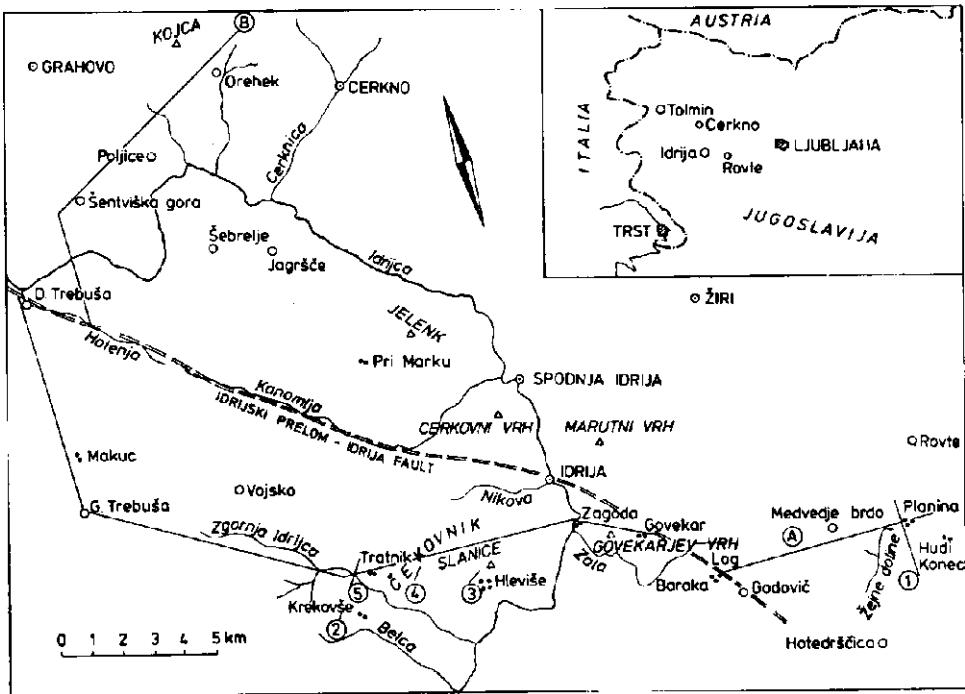 KOJCA
B
GRAHOVO
Orehek
CERKNO
Cerknica
Poljice
Šentviška gora
Šebrelje
Jagršče
Idrijca
D. Trebuša
JELENK
Hotenja
Pri Marku
Kanomlja
SPODNJA IDRIJA
IDRIJSKI PRELOM - IDRIJA FAULT
CERKOVNI VRH
MARUTNI VRH
ŽIRI
Rovte
Makuc
IDRIJA
Vojsko
Nikova
G. Trebuša
Zgornja Idrijca
Zagoda
Govekar
Medvedje brdo
Planina
A
ČEKOVNIK
SLANICE
GOVEKARJEV VRH
Log
Hudi
Konec
Tratnik
Zala
Hleviše
Baraka
Godovič
Žejne doline
1
5
4
3
Krekovše
2
Belca
Hotedrščica
0 1 2 3 4 5 km
AUSTRIA
ITALIA
Tolmin
Cerkno
Idrija
Rovte
LJUBLJANA
TRST
JUGOSLAVIJA